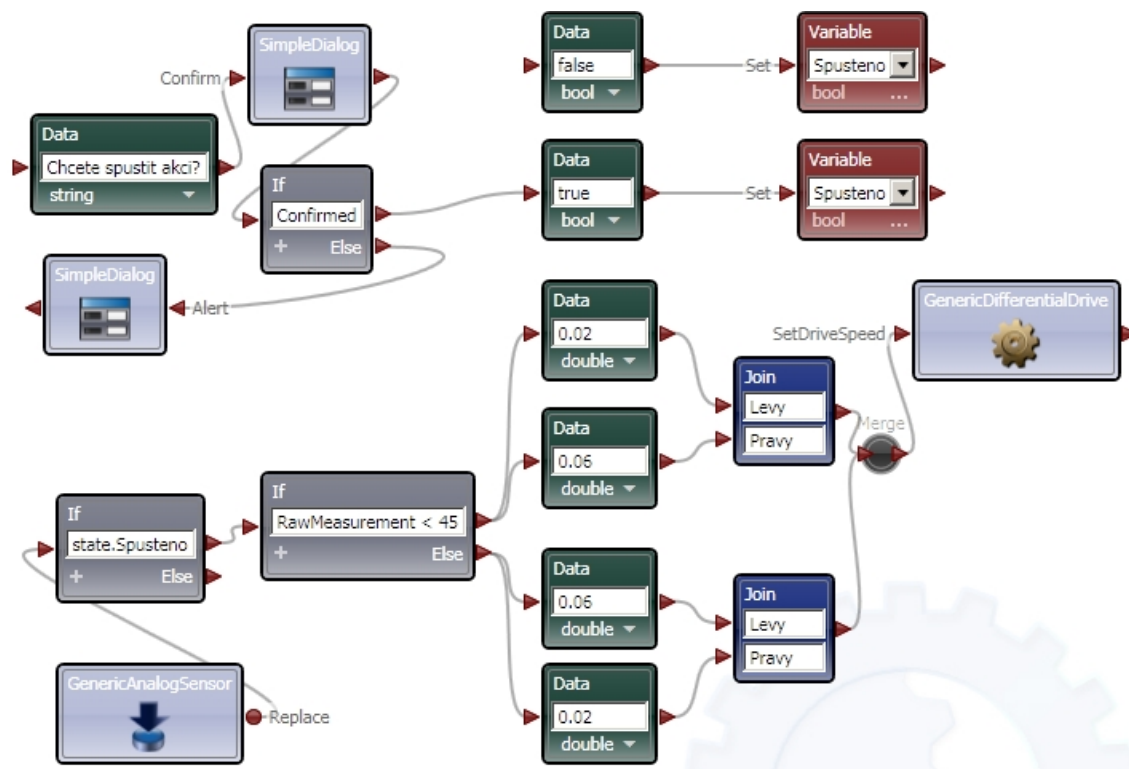 SimpleDialog
Confirm
Data
Chcete spustit akci?
string
If
Confirmed
+ Else
SimpleDialog
Alert
Data
false
bool
Set
Variable
Spusteno
bool ...
Data
true
bool
Set
Variable
Spusteno
bool ...
GenericDifferentialDrive
SetDriveSpeed
Data
0.02
double
Data
0.06
double
Join
Levy
Pravy
Merge
If
state.Spusteno
+ Else
If
RawMeasurement < 45
+ Else
Data
0.06
double
Data
0.02
double
Join
Levy
Pravy
GenericAnalogSensor
Replace